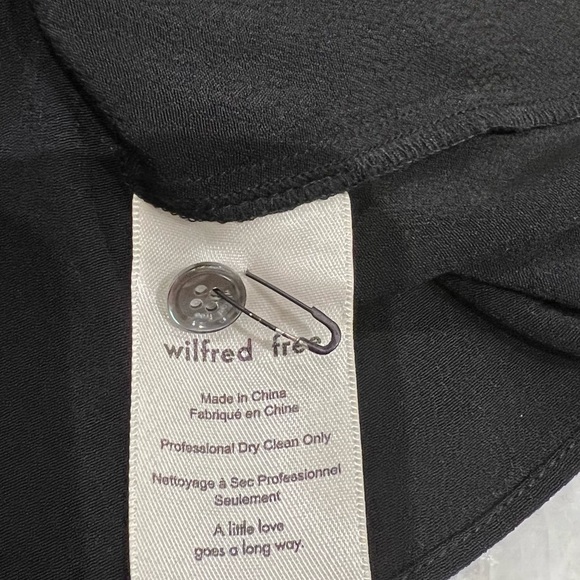 wilfred free
Made in China
Fabriqué en Chine
Professional Dry Clean Only
Nettoyage à Sec Professionnel
Seulement
A little love
goes a long way.